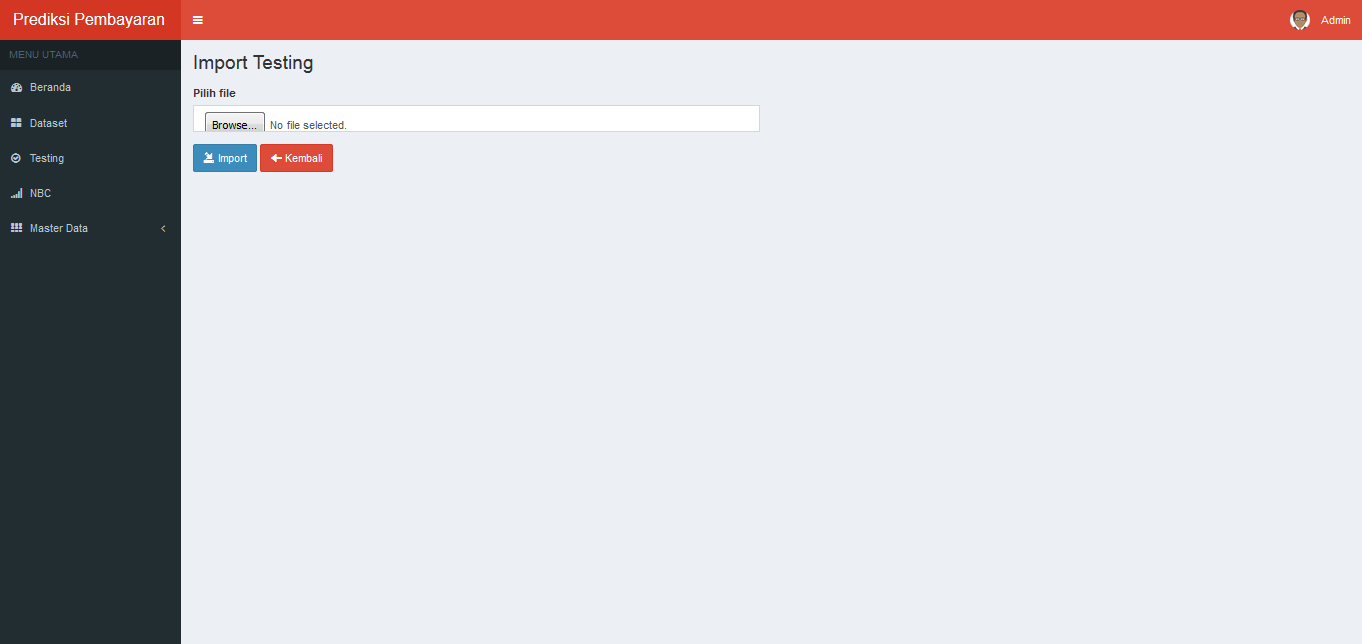 Prediksi Pembayaran
Admin
MENU UTAMA
Beranda
Dataset
Testing
NBC
Master Data
Import Testing
Pilih file
Browse... No file selected.
Import Kembali